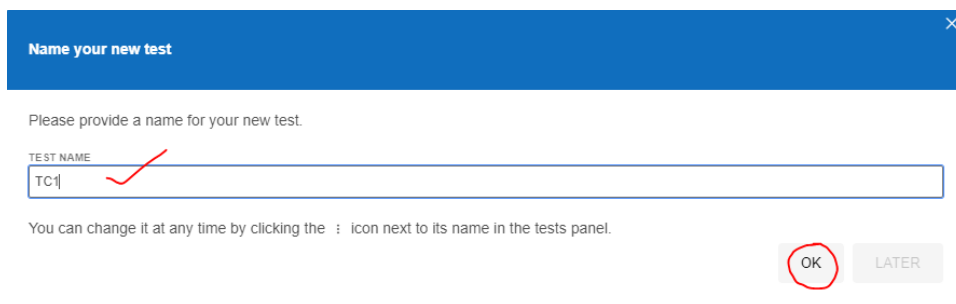 Name your new test
Please provide a name for your new test.
TEST NAME
TC1
You can change it at any time by clicking the ⋮ icon next to its name in the tests panel.
OK LATER